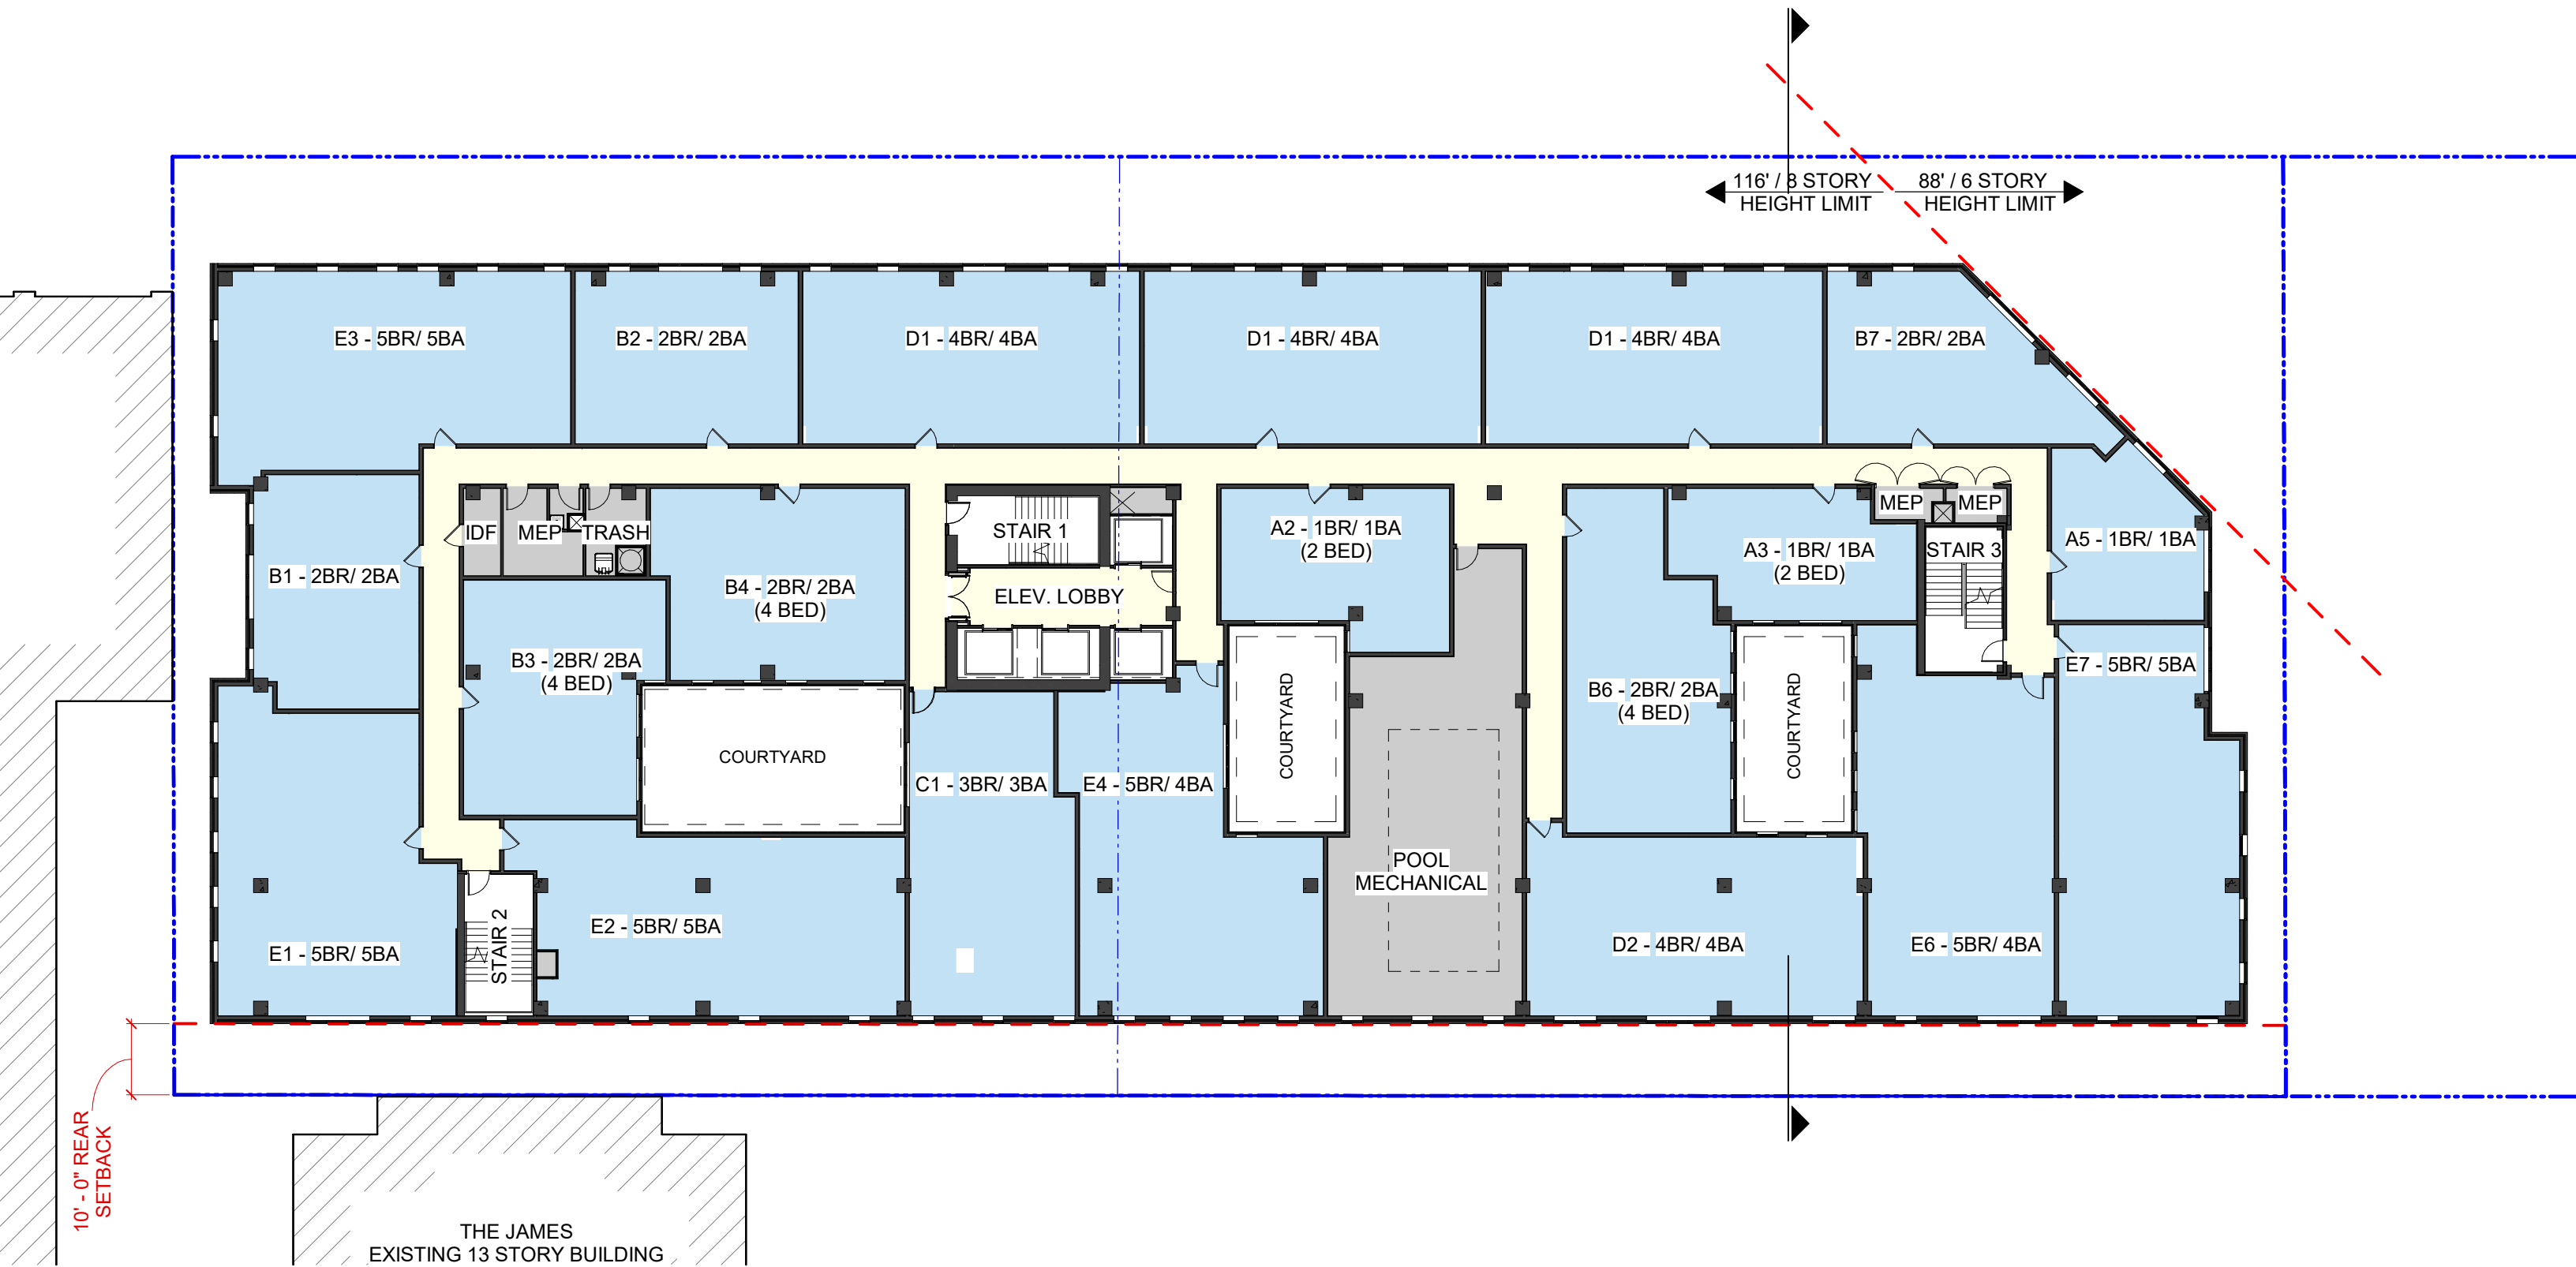 116' / 8 STORY
HEIGHT LIMIT
88' / 6 STORY
HEIGHT LIMIT
E3 - 5BR/ 5BA
B2 - 2BR/ 2BA
D1 - 4BR/ 4BA
D1 - 4BR/ 4BA
D1 - 4BR/ 4BA
B7 - 2BR/ 2BA
IDF
MEP
TRASH
STAIR 1
A2 - 1BR/ 1BA
(2 BED)
MEP
MEP
A3 - 1BR/ 1BA
(2 BED)
STAIR 3
A5 - 1BR/ 1BA
B1 - 2BR/ 2BA
B4 - 2BR/ 2BA
(4 BED)
ELEV. LOBBY
B3 - 2BR/ 2BA
(4 BED)
B6 - 2BR/ 2BA
(4 BED)
E7 - 5BR/ 5BA
COURTYARD
COURTYARD
COURTYARD
C1 - 3BR/ 3BA
E4 - 5BR/ 4BA
POOL
MECHANICAL
E1 - 5BR/ 5BA
STAIR 2
E2 - 5BR/ 5BA
D2 - 4BR/ 4BA
E6 - 5BR/ 4BA
10' - 0" REAR
SETBACK
THE JAMES
EXISTING 13 STORY BUILDING